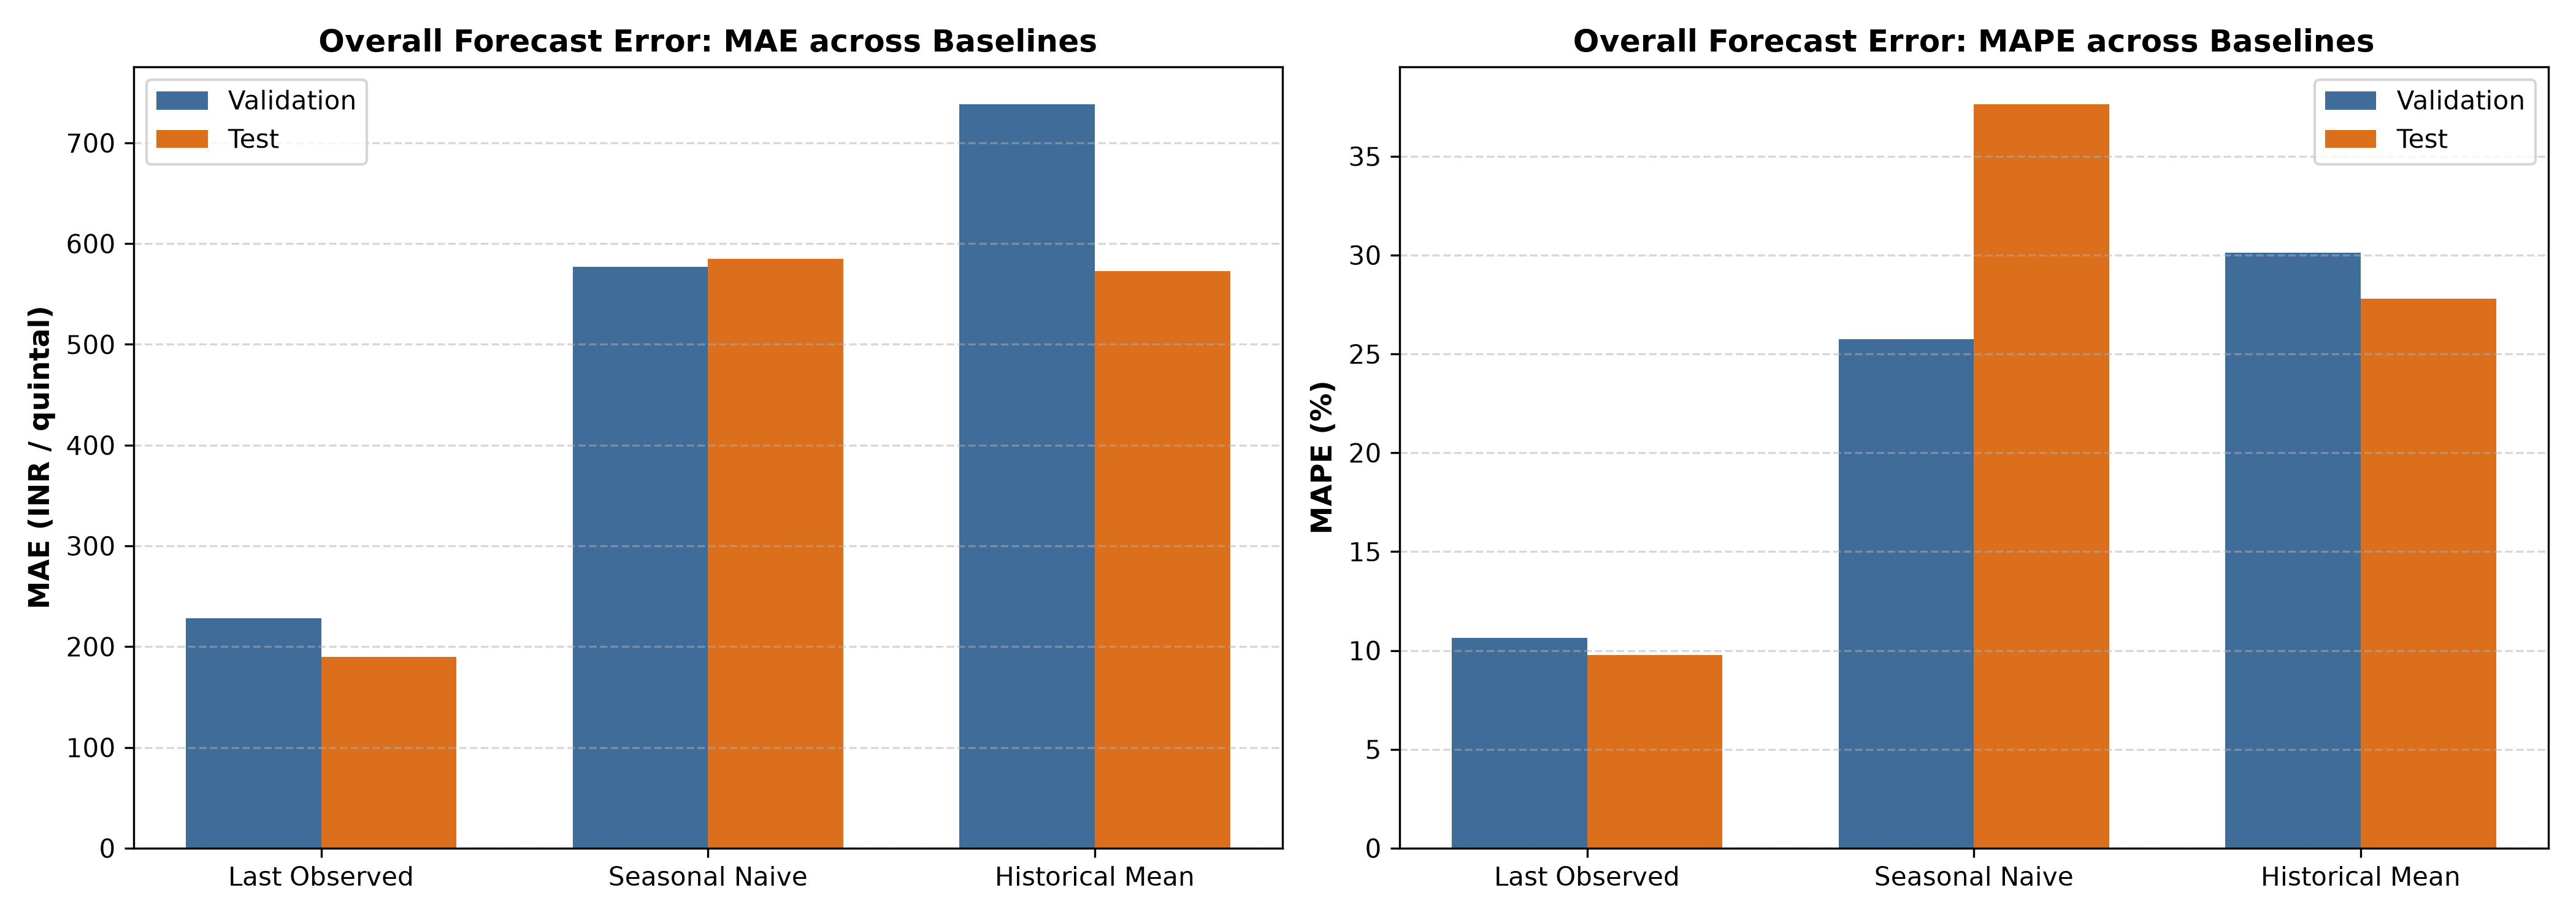 Overall Forecast Error: MAE across Baselines
Validation
Test
MAE (INR / quintal)
700
600
500
400
300
200
100
0
Last Observed
Seasonal Naive
Historical Mean
Overall Forecast Error: MAPE across Baselines
Validation
Test
MAPE (%)
35
30
25
20
15
10
5
0
Last Observed
Seasonal Naive
Historical Mean